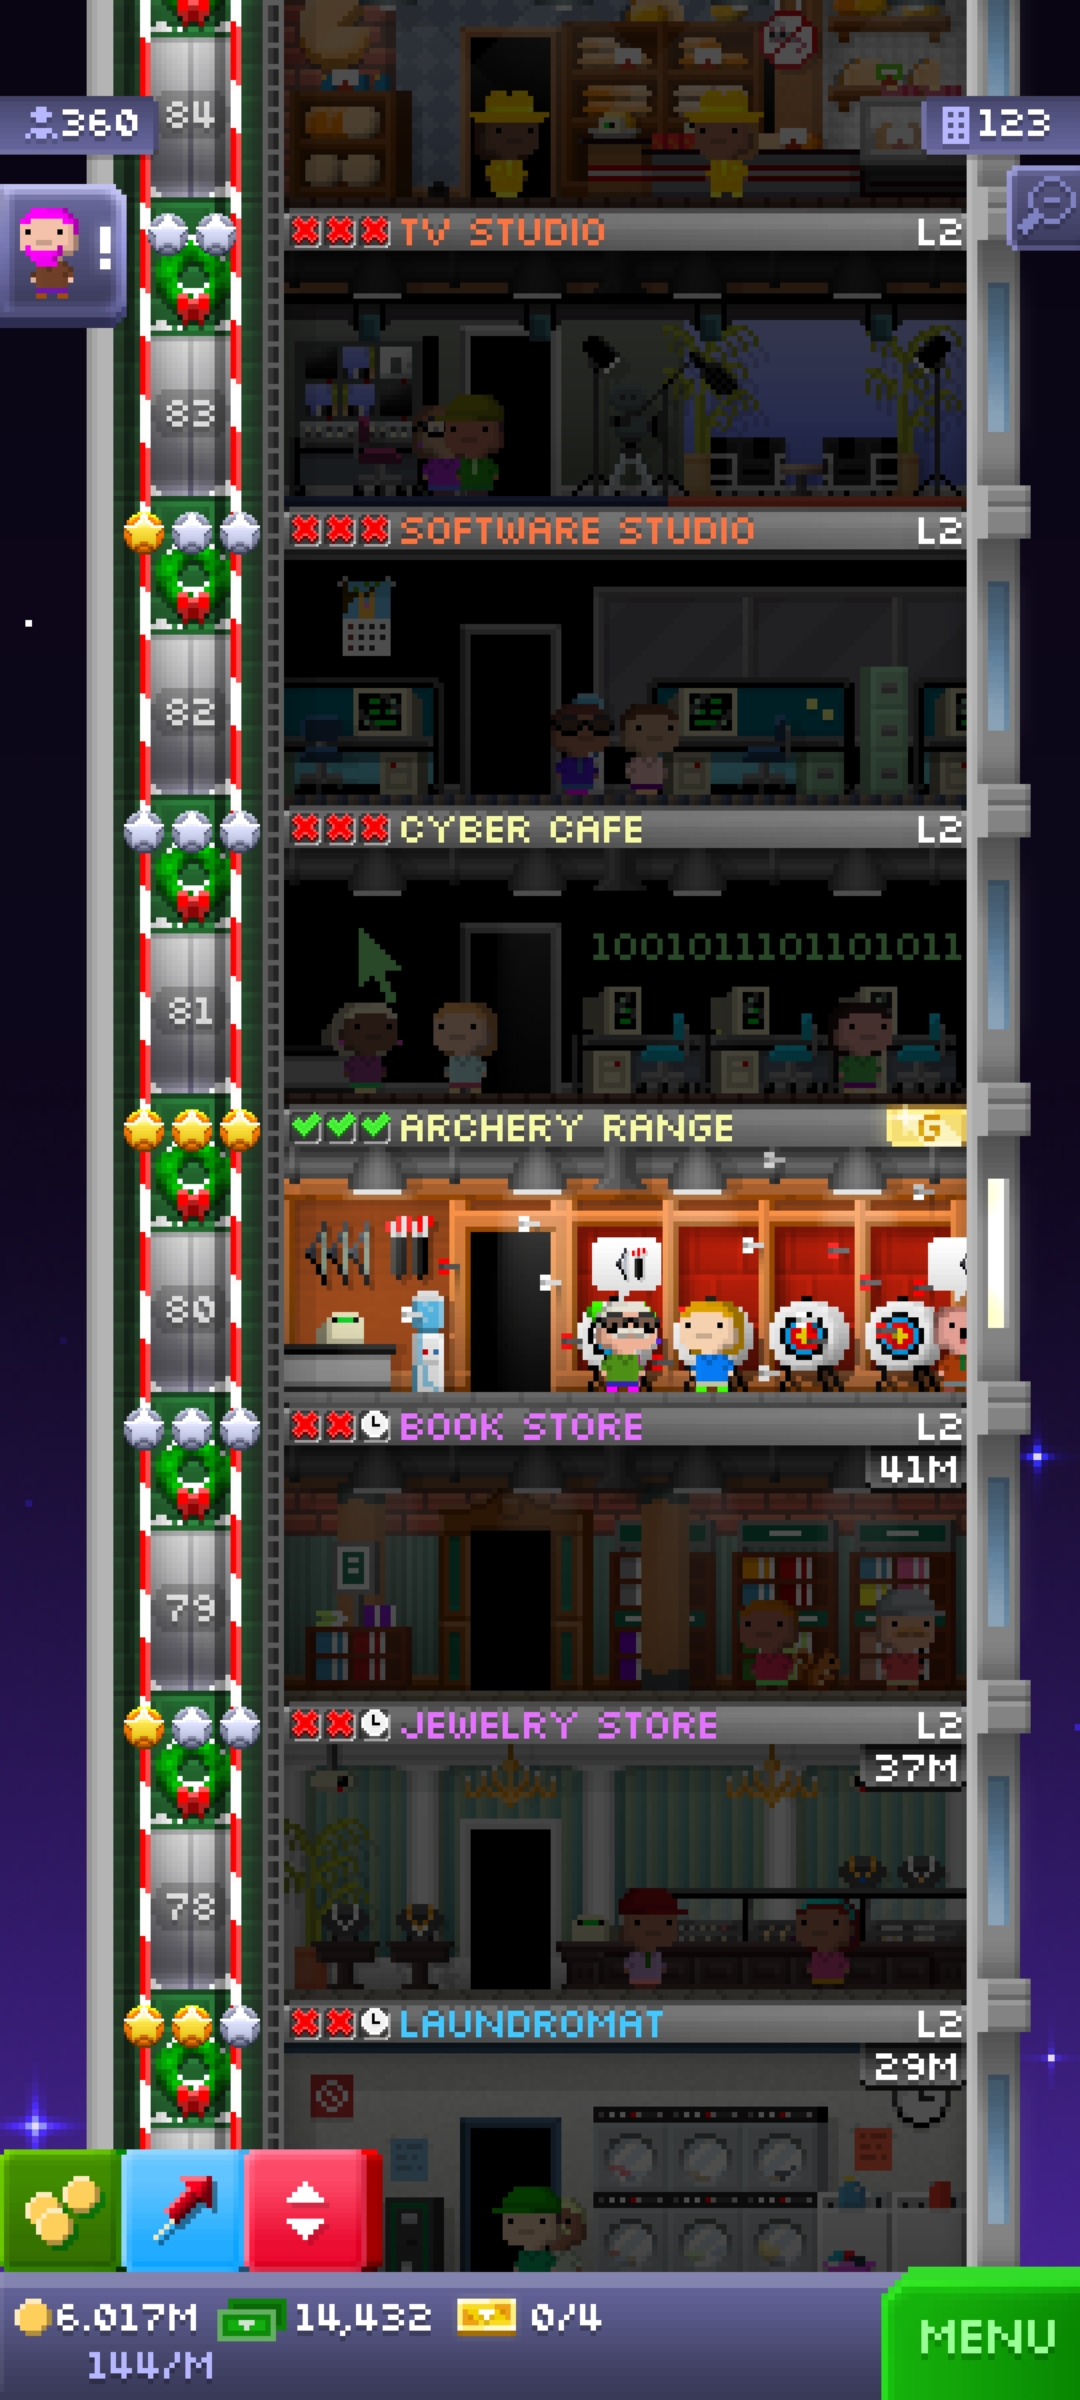 84
360
123
!
TV STUDIO L2
83
SOFTWARE STUDIO L2
82
CYBER CAFE L2
1001011101101011
81
ARCHERY RANGE G
80
BOOK STORE L2
41M
79
JEWELRY STORE L2
37M
78
LAUNDROMAT L2
29M
6.017M 14,432 0/4
144/M
MENU